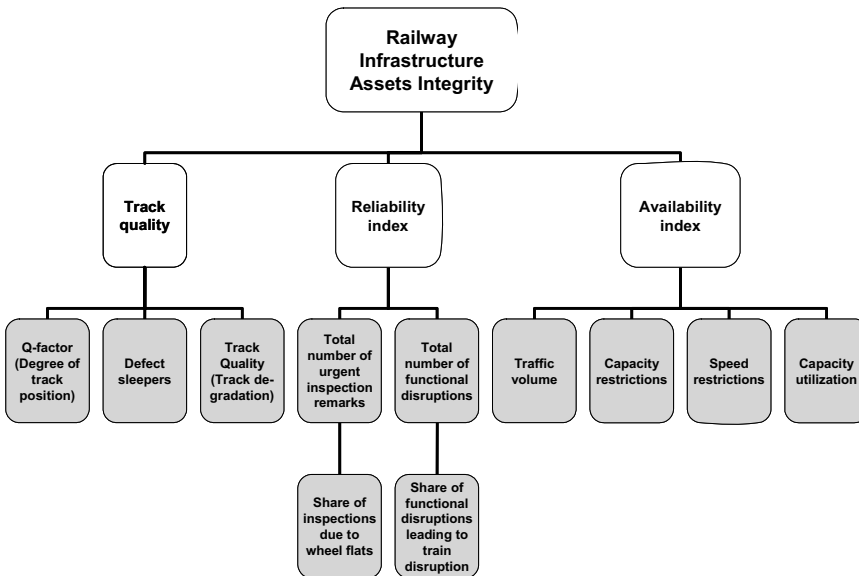 Railway
Infrastructure
Assets Integrity
Track
quality
Reliability
index
Availability
index
Q-factor
(Degree of
track
position)
Defect
sleepers
Track
Quality
(Track de-
gradation)
Total
number of
urgent
inspection
remarks
Total
number of
functional
disruptions
Traffic
volume
Capacity
restrictions
Speed
restrictions
Capacity
utilization
Share of
inspections
due to
wheel flats
Share of
functional
disruptions
leading to
train
disruption